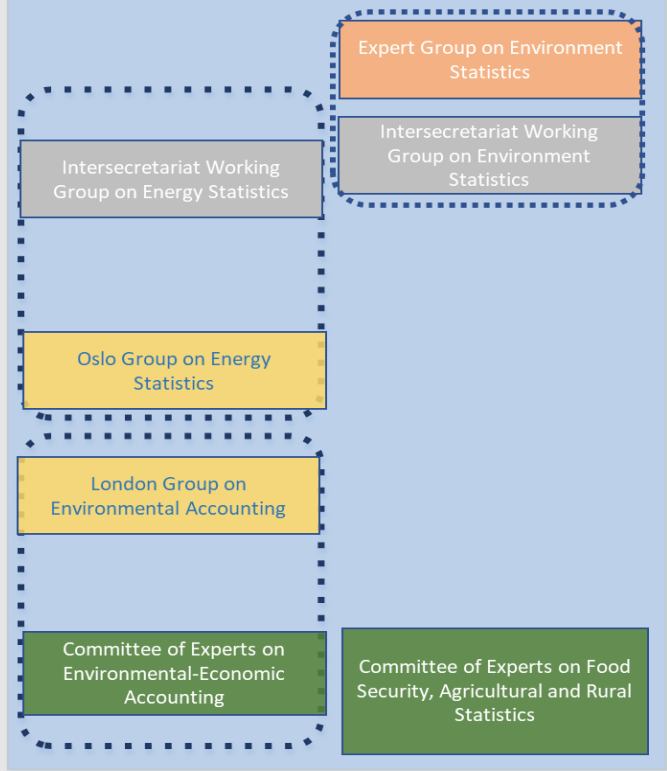 Expert Group on Environment
Statistics
Intersecretariat Working
Group on Environment
Statistics
Intersecretariat Working
Group on Energy Statistics
Oslo Group on Energy
Statistics
London Group on
Environmental Accounting
Committee of Experts on
Environmental-Economic
Accounting
Committee of Experts on Food
Security, Agricultural and Rural
Statistics